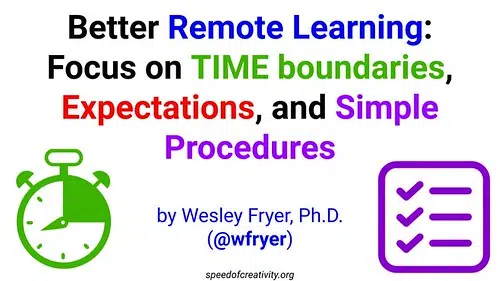 Better Remote Learning:
Focus on TIME boundaries,
Expectations, and Simple
Procedures
by Wesley Fryer, Ph.D.
(@wfryer)
speedofcreativity.org